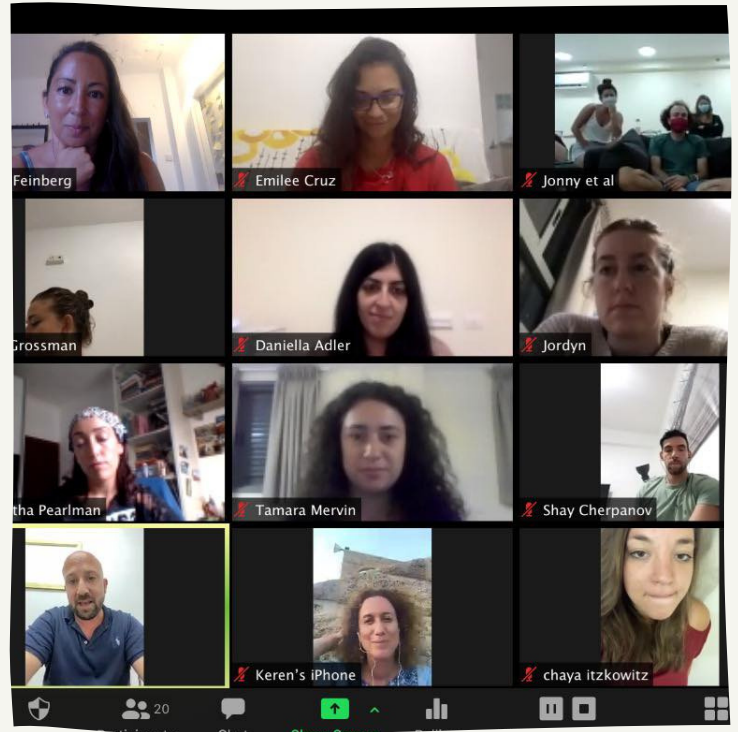 Feinberg
Emilee Cruz
Jonny et al
Grossman
Daniella Adler
Jordyn
tha Pearlman
Tamara Mervin
Shay Cherpanov
Keren's iPhone
chaya itzkowitz
20